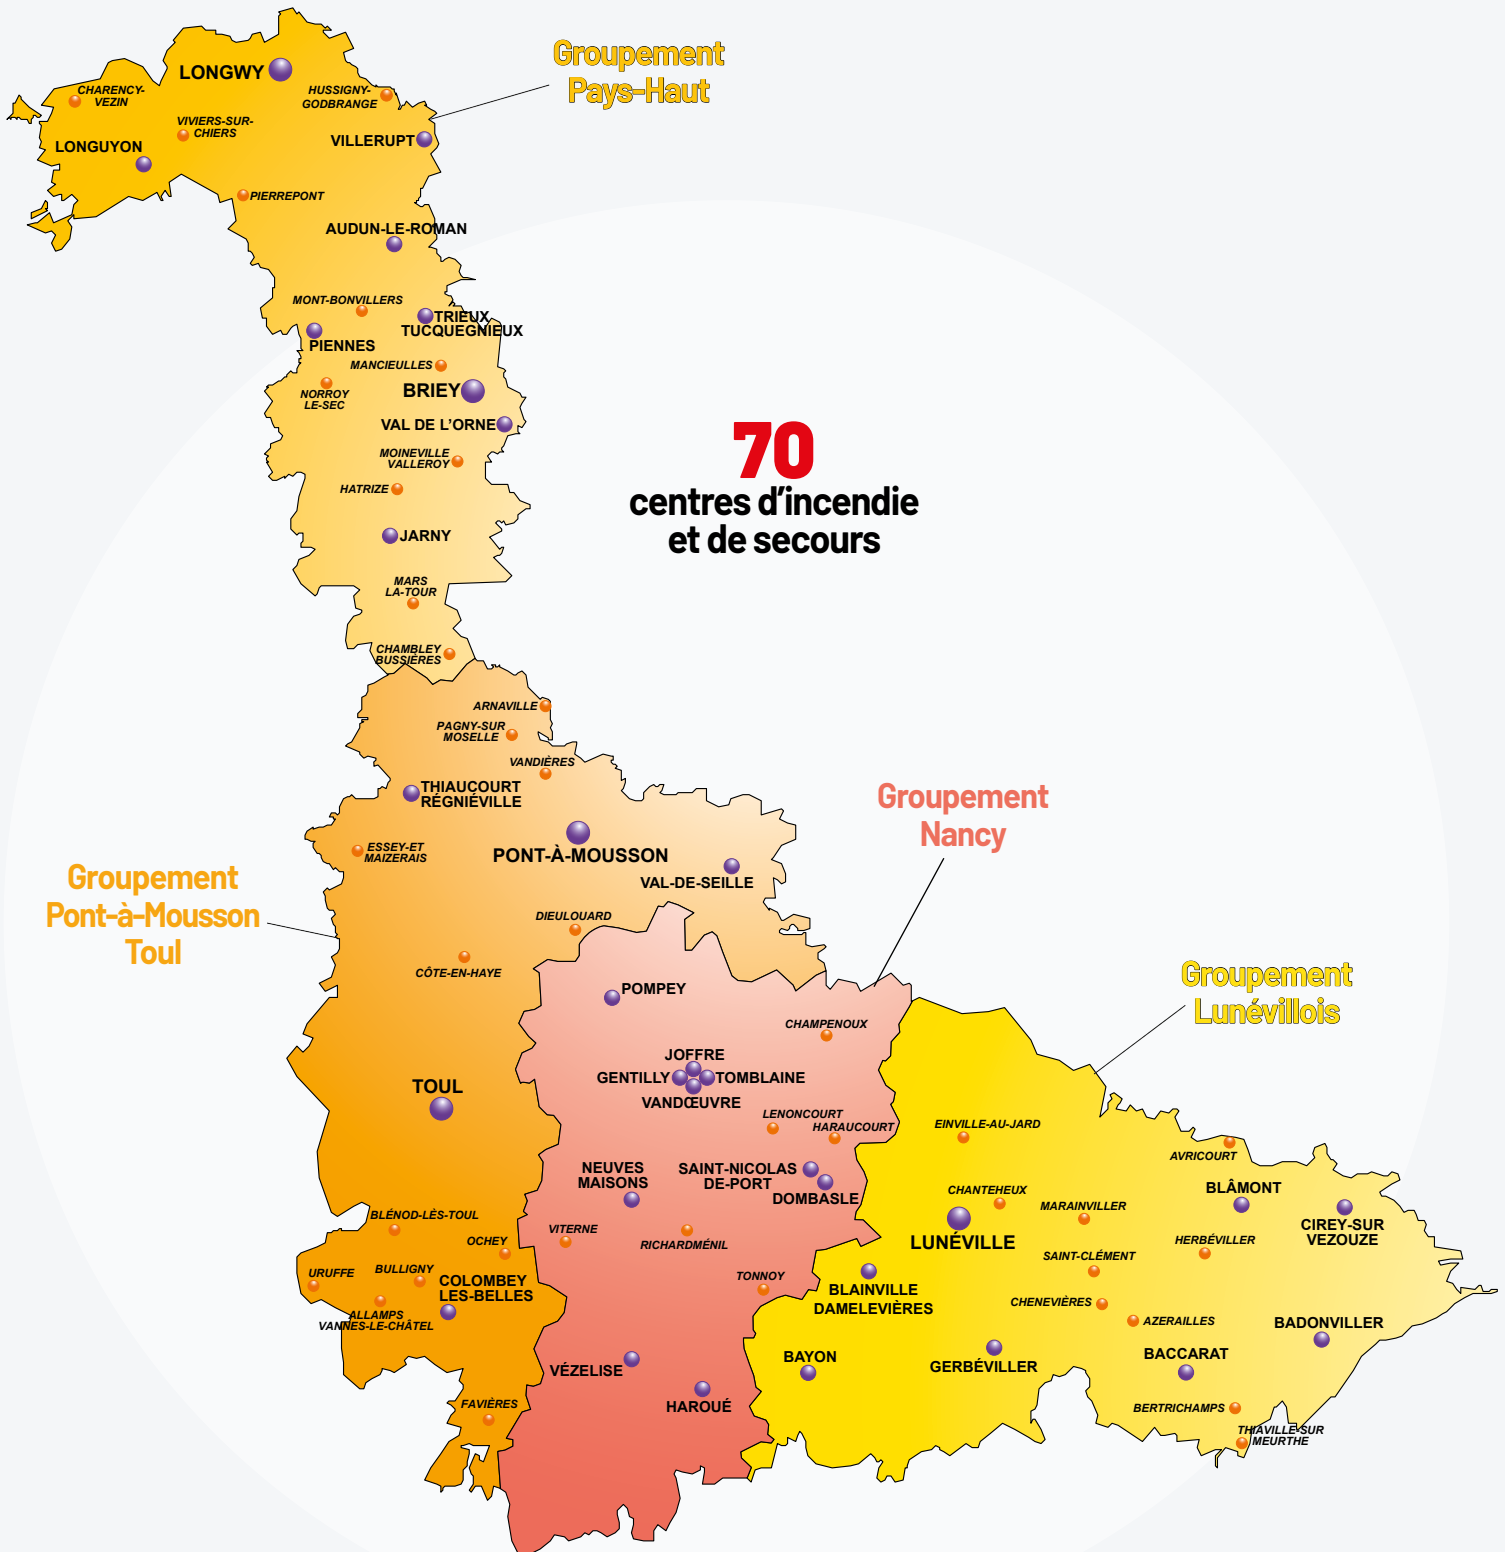 Groupement
Pays-Haut
LONGWY
CHARENCY-
VEZIN
HUSSIGNY-
GODBRANGE
VIVIERS-SUR-
CHIERS
VILLERUPT
LONGUYON
PIERREPONT
AUDUN-LE-ROMAN
MONT-BONVILLERS
TRIEUX
TUCQUEGNIEUX
PIENNES
MANCIEULLES
BRIEY
NORROY
LE-SEC
VAL DE L'ORNE
MOINEVILLE
VALLEROY
HATRIZE
JARNY
MARS
LA-TOUR
CHAMBLEY
BUSSIÈRES
70
centres d'incendie
et de secours
ARNAVILLE
PAGNY-SUR
MOSELLE
VANDIÈRES
THIAUCOURT
RÉGNIÉVILLE
ESSEY-ET
MAIZERAIS
PONT-À-MOUSSON
VAL-DE-SEILLE
Groupement
Pont-à-Mousson
Toul
DIEULOUARD
CÔTE-EN-HAYE
TOUL
BLÉNOD-LÈS-TOUL
OCHEY
URUFFE
BULLIGNY
COLOMBEY
LES-BELLES
ALLAMPS
VANNES-LE-CHÂTEL
FAVIÈRES
Groupement
Nancy
POMPEY
CHAMPENOUX
JOFFRE
GENTILLY
TOMBLAINE
VANDŒUVRE
LENONCOURT
HARAUCOURT
NEUVES
MAISONS
SAINT-NICOLAS
DE-PORT
DOMBASLE
VITERNE
RICHARDMÉNIL
TONNOY
VÉZELISE
HAROUÉ
Groupement
Lunévillois
EINVILLE-AU-JARD
AVRICOURT
CHANTEHEUX
MARAINVILLER
BLÂMONT
CIREY-SUR
VEZOUZE
LUNÉVILLE
HERBÉVILLER
SAINT-CLÉMENT
BLAINVILLE
DAMELEVIÈRES
CHENEVIÈRES
AZERAILLES
BADONVILLER
BAYON
GERBÉVILLER
BACCARAT
BERTRICHAMPS
THIAVILLE-SUR
MEURTHE